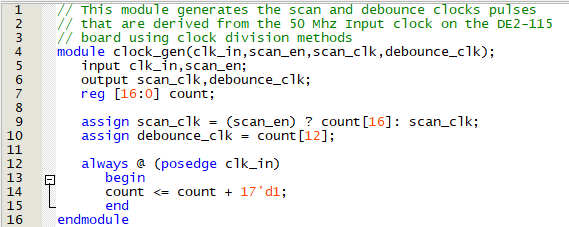 1 // This module generates the scan and debounce clocks pulses
2 // that are derived from the 50 Mhz Input clock on the DE2-115
3 // board using clock division methods
4 module clock_gen(clk_in,scan_en,scan_clk,debounce_clk);
5 input clk_in,scan_en;
6 output scan_clk,debounce_clk;
7 reg [16:0] count;
8
9 assign scan_clk = (scan_en) ? count[16]: scan_clk;
10 assign debounce_clk = count[12];
11
12 always @ (posedge clk_in)
13 begin
14 count <= count + 17'd1;
15 end
16 endmodule